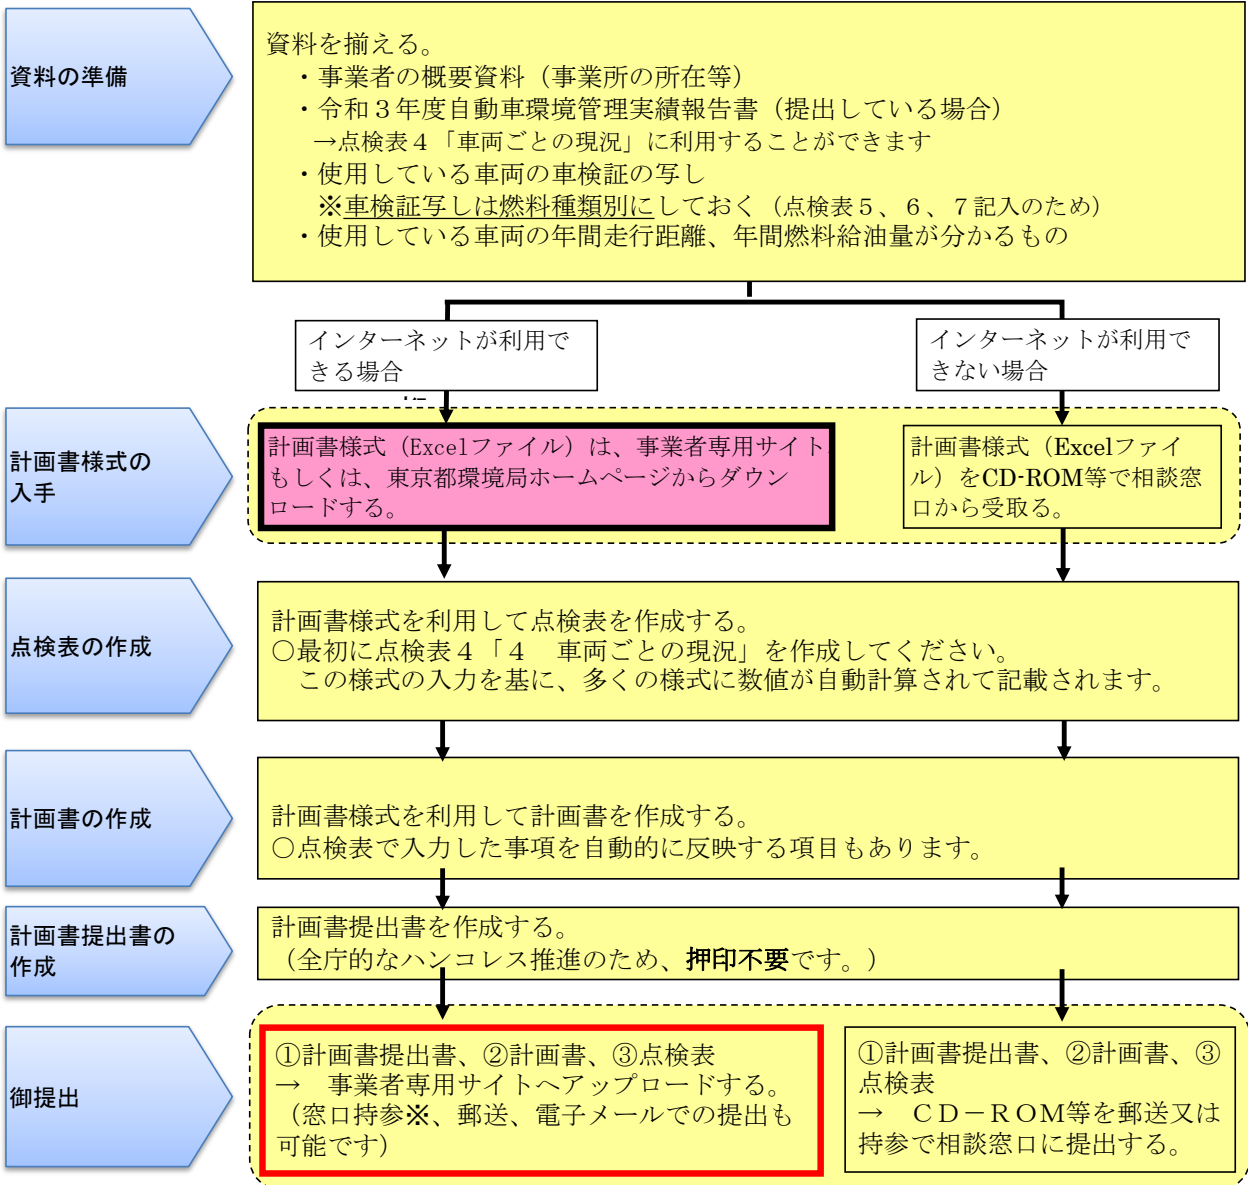 資料の準備
資料を揃える。
・事業者の概要資料（事業所の所在等）
・令和３年度自動車環境管理実績報告書（提出している場合）
→点検表４「車両ごとの現況」に利用することができます
・使用している車両の車検証の写し
※車検証写しは燃料種類別にしておく（点検表５、６、７記入のため）
・使用している車両の年間走行距離、年間燃料給油量が分かるもの
インターネットが利用で
きる場合
インターネットが利用で
きない場合
計画書様式の
入手
計画書様式（Excelファイル）は、事業者専用サイト
もしくは、東京都環境局ホームページからダウン
ロードする。
計画書様式（Excelファイ
ル）をCD-ROM等で相談窓
口から受取る。
点検表の作成
計画書様式を利用して点検表を作成する。
○最初に点検表４「４　車両ごとの現況」を作成してください。
この様式の入力を基に、多くの様式に数値が自動計算されて記載されます。
計画書の作成
計画書様式を利用して計画書を作成する。
○点検表で入力した事項を自動的に反映する項目もあります。
計画書提出書の
作成
計画書提出書を作成する。
（全庁的なハンコレス推進のため、押印不要です。）
御提出
①計画書提出書、②計画書、③点検表
→　事業者専用サイトへアップロードする。
（窓口持参※、郵送、電子メールでの提出も
可能です）
①計画書提出書、②計画書、③
点検表
→　ＣＤ－ＲＯＭ等を郵送又は
持参で相談窓口に提出する。